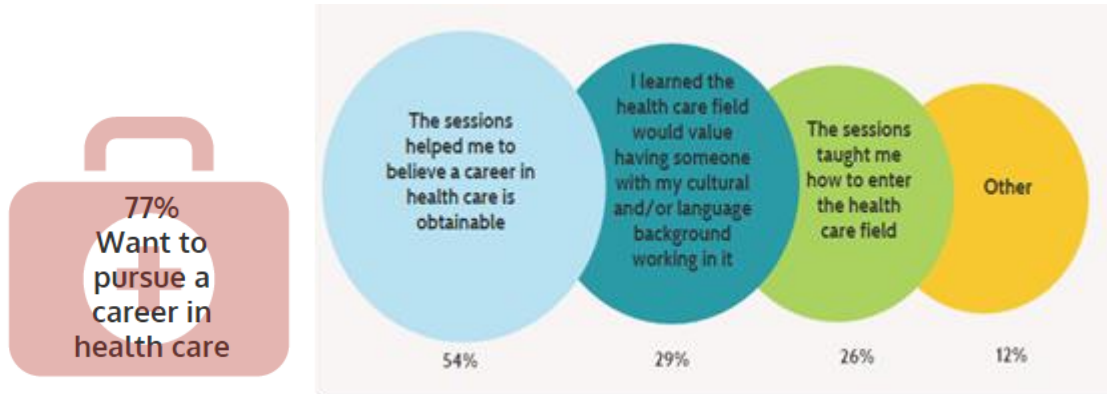 77%
Want to
pursue a
career in
health care
The sessions
helped me to
believe a career in
health care is
obtainable
I learned the
health care field
would value
having someone
with my cultural
and/or language
background
working in it
The sessions
taught me
how to enter
the health
care field
Other
54%
29%
26%
12%